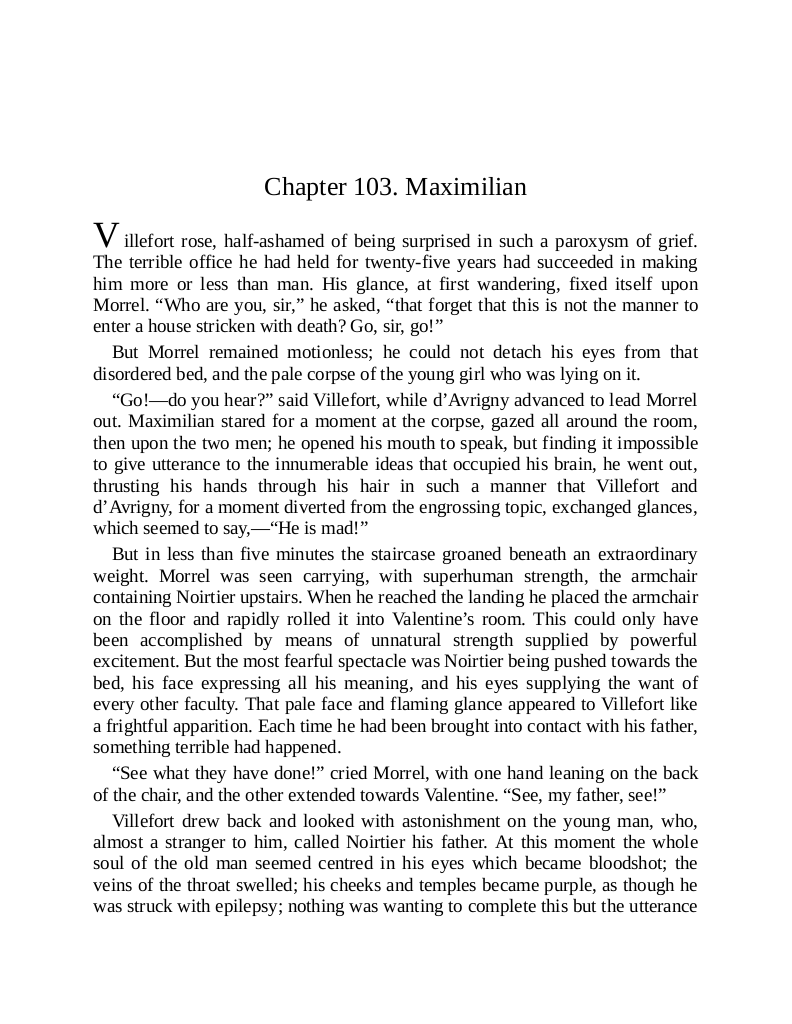 Chapter 103. Maximilian
Villefort rose, half-ashamed of being surprised in such a paroxysm of grief.
The terrible office he had held for twenty-five years had succeeded in making
him more or less than man. His glance, at first wandering, fixed itself upon
Morrel. “Who are you, sir,” he asked, “that forget that this is not the manner to
enter a house stricken with death? Go, sir, go!”
But Morrel remained motionless; he could not detach his eyes from that
disordered bed, and the pale corpse of the young girl who was lying on it.
“Go!—do you hear?” said Villefort, while d’Avrigny advanced to lead Morrel
out. Maximilian stared for a moment at the corpse, gazed all around the room,
then upon the two men; he opened his mouth to speak, but finding it impossible
to give utterance to the innumerable ideas that occupied his brain, he went out,
thrusting his hands through his hair in such a manner that Villefort and
d’Avrigny, for a moment diverted from the engrossing topic, exchanged glances,
which seemed to say,—“He is mad!”
But in less than five minutes the staircase groaned beneath an extraordinary
weight. Morrel was seen carrying, with superhuman strength, the armchair
containing Noirtier upstairs. When he reached the landing he placed the armchair
on the floor and rapidly rolled it into Valentine’s room. This could only have
been accomplished by means of unnatural strength supplied by powerful
excitement. But the most fearful spectacle was Noirtier being pushed towards the
bed, his face expressing all his meaning, and his eyes supplying the want of
every other faculty. That pale face and flaming glance appeared to Villefort like
a frightful apparition. Each time he had been brought into contact with his father,
something terrible had happened.
“See what they have done!” cried Morrel, with one hand leaning on the back
of the chair, and the other extended towards Valentine. “See, my father, see!”
Villefort drew back and looked with astonishment on the young man, who,
almost a stranger to him, called Noirtier his father. At this moment the whole
soul of the old man seemed centred in his eyes which became bloodshot; the
veins of the throat swelled; his cheeks and temples became purple, as though he
was struck with epilepsy; nothing was wanting to complete this but the utterance